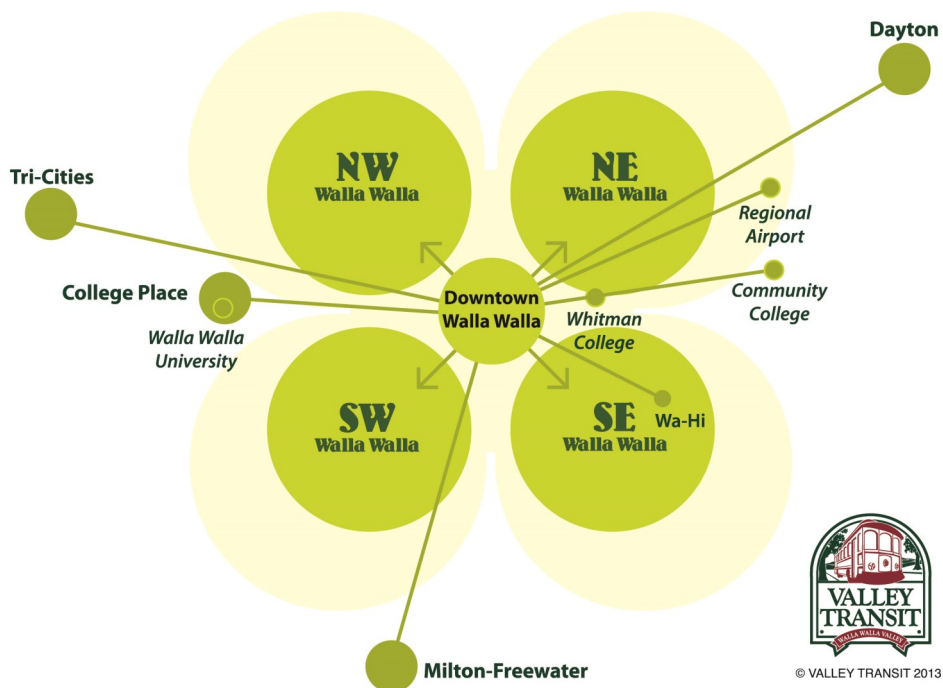 Dayton
NW
Walla Walla
NE
Walla Walla
Tri-Cities
Regional
Airport
College Place
Walla Walla
University
Downtown
Walla Walla
Whitman
College
Community
College
SW
Walla Walla
SE
Walla Walla
Wa-Hi
Milton-Freewater
VALLEY
TRANSIT
WALLA WALLA VALLEY
© VALLEY TRANSIT 2013